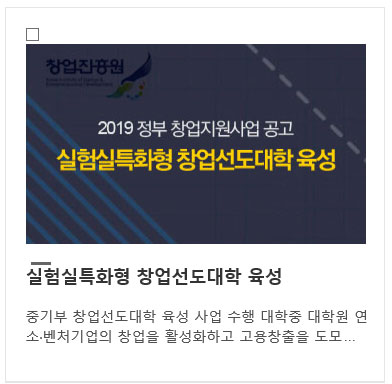 창업진흥원
2019 정부 창업지원사업 공고
실험실특화형 창업선도대학 육성
실험실특화형 창업선도대학 육성
중기부 창업선도대학 육성 사업 수행 대학중 대학원 연
소·벤처기업의 창업을 활성화하고 고용창출을 도모...